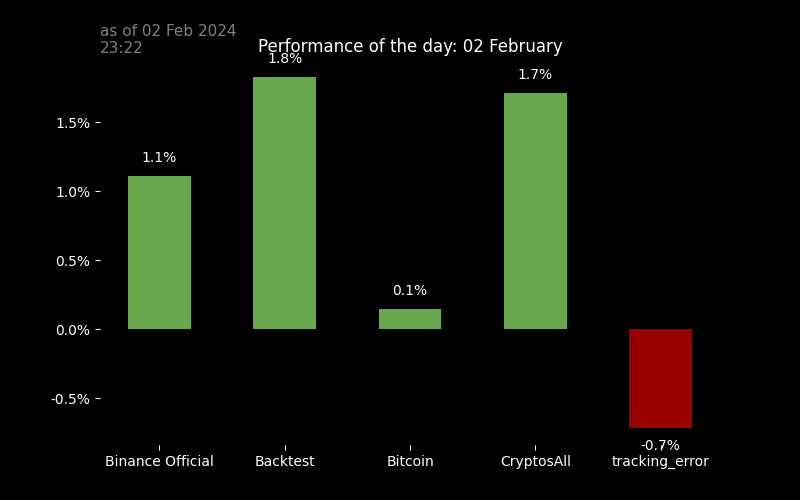 as of 02 Feb 2024
23:22
Performance of the day: 02 February
1.8%
1.7%
1.5%
1.1%
1.0%
0.5%
0.1%
0.0%
-0.5%
-0.7%
Binance Official
Backtest
Bitcoin
CryptosAll
tracking_error